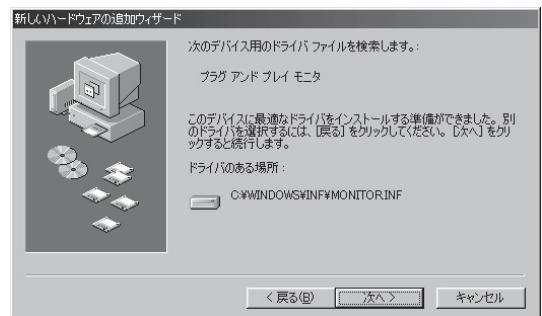 新しいハードウェアの追加ウィザード
次のデバイス用のドライバ ファイルを検索します。:
プラグ アンド プレイ モニタ
このデバイスに最適なドライバをインストールする準備ができました。別
のドライバを選択するには、[戻る] をクリックしてください。[次へ] をクリ
ックすると続行します。
ドライバのある場所 :
C:¥WINDOWS¥INF¥MONITOR.INF
< 戻る(B)
次へ >
キャンセル